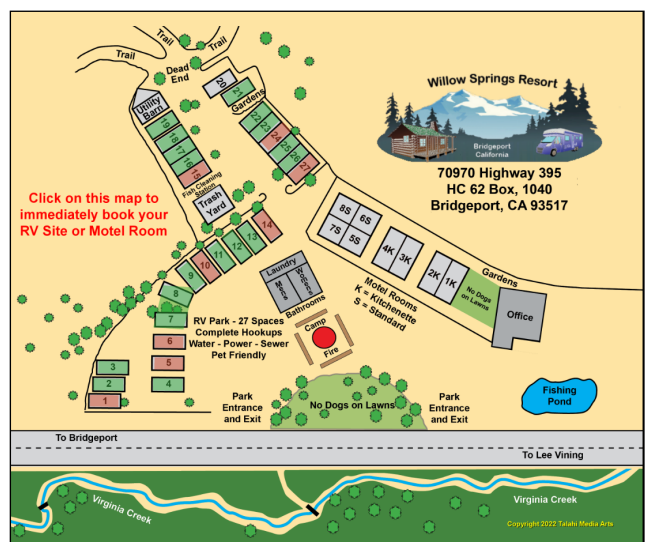 Trail
Trail
Trail
Dead
End
20
21
Gardens
Utility
Barn
19
18
17
16
15
22
23
24
25
26
27
Fish Cleaning
Station
Trash
Yard
Willow Springs Resort
Bridgeport
California
70970 Highway 395
HC 62 Box, 1040
Bridgeport, CA 93517
Click on this map to
immediately book your
RV Site or Motel Room
14
13
12
11
10
9
8
7
6
5
4
3
2
1
8S
6S
7S
5S
4K
3K
2K
1K
Gardens
No Dogs
on Lawns
Office
Motel Rooms
K = Kitchenette
S = Standard
Laundry
Mens
Womens
Bathrooms
RV Park - 27 Spaces
Complete Hookups
Water - Power - Sewer
Pet Friendly
Camp
Fire
Park
Entrance
and Exit
No Dogs on Lawns
Park
Entrance
and Exit
Fishing
Pond
To Bridgeport
To Lee Vining
Virginia Creek
Virginia Creek
Copyright 2022 Talahi Media Arts